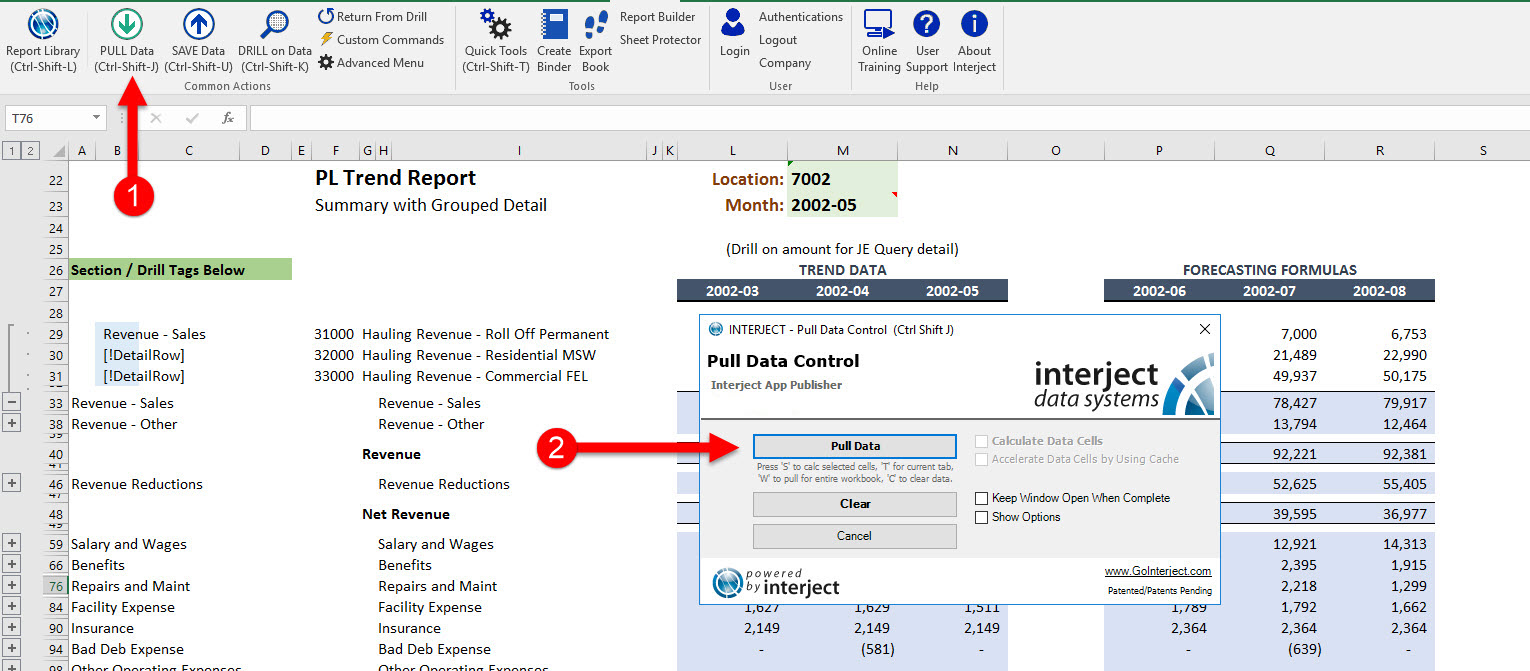 Report Library
(Ctrl-Shift-L)
PULL Data
(Ctrl-Shift-J)
SAVE Data
(Ctrl-Shift-U)
DRILL on Data
(Ctrl-Shift-K)
Return From Drill
Custom Commands
Advanced Menu
Common Actions
Quick Tools
(Ctrl-Shift-T)
Create
Binder
Export
Book
Report Builder
Sheet Protector
Tools
Login
Authentications
Logout
Company
User
Online
Training
User
Support
About
Interject
Help
T76
fx
1 2 A B C D E F G H I J K L M N O P Q R S
1
22 PL Trend Report Location: 7002
23 Summary with Grouped Detail Month: 2002-05
24
25 (Drill on amount for JE Query detail)
26 Section / Drill Tags Below TREND DATA FORECASTING FORMULAS
27 2002-03 2002-04 2002-05 2002-06 2002-07 2002-08
28
29 Revenue - Sales 31000 Hauling Revenue - Roll Off Permanent 7,000 6,753
30 [!DetailRow] 32000 Hauling Revenue - Residential MSW 21,489 22,990
31 [!DetailRow] 33000 Hauling Revenue - Commercial FEL 49,937 50,175
33 Revenue - Sales Revenue - Sales 78,427 79,917
38 Revenue - Other Revenue - Other 13,794 12,464
39
40 Revenue 92,221 92,381
41
46 Revenue Reductions Revenue Reductions 52,625 55,405
47
48 Net Revenue 39,595 36,977
49
59 Salary and Wages Salary and Wages 12,921 14,313
66 Benefits Benefits 2,395 1,915
76 Repairs and Maint Repairs and Maint 2,218 1,299
84 Facility Expense Facility Expense 1,627 1,629 1,511 1,789 1,792 1,662
90 Insurance Insurance 2,149 2,149 2,149 2,364 2,364 2,364
94 Bad Deb Expense Bad Deb Expense - (581) - - (639) -
98 Other Operating Expenses Other Operating Expenses
INTERJECT - Pull Data Control (Ctrl Shift J)
Pull Data Control
Interject App Publisher
interject
data systems
2
Pull Data
Press 'S' to calc selected cells, 'T' for current tab,
'W' to pull for entire workbook, 'C' to clear data.
Clear
Cancel
Calculate Data Cells
Accelerate Data Cells by Using Cache
Keep Window Open When Complete
Show Options
powered
by interject
www.GoInterject.com
Patented/Patents Pending